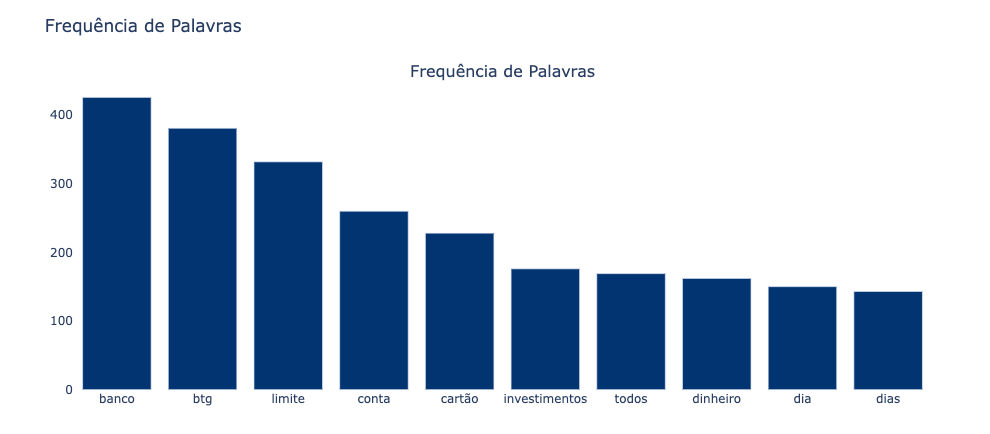 Frequência de Palavras
Frequência de Palavras
400
300
200
100
0
banco btg limite conta cartão investimentos todos dinheiro dia dias